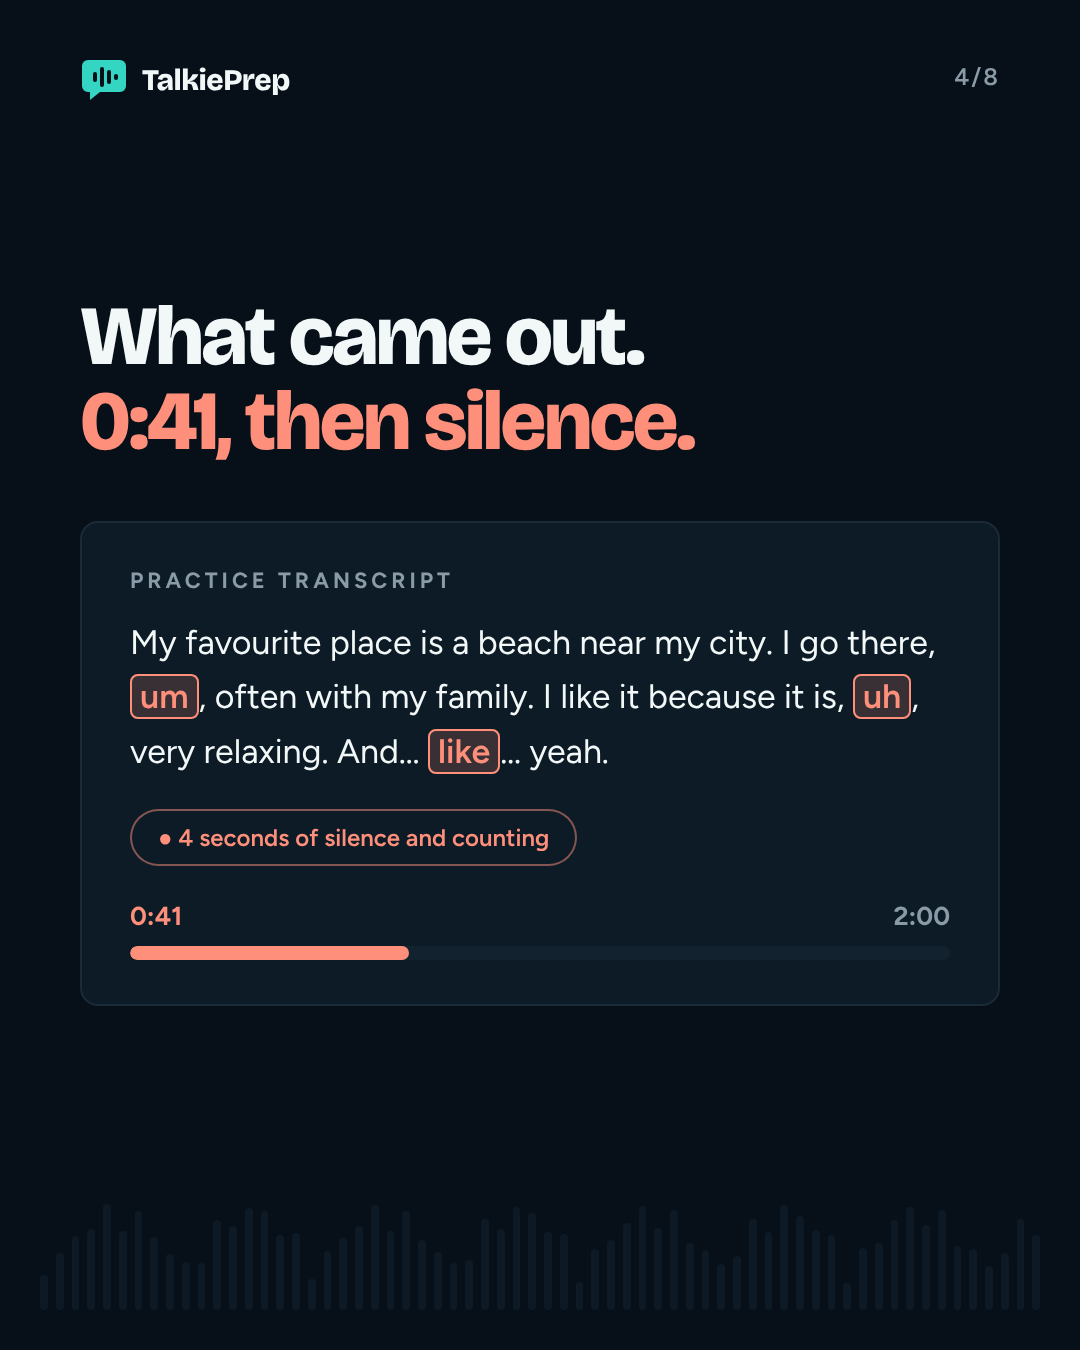 TalkiePrep
4/8
What came out.
0:41, then silence.
PRACTICE TRANSCRIPT
My favourite place is a beach near my city. I go there,
um, often with my family. I like it because it is, uh,
very relaxing. And... like... yeah.
● 4 seconds of silence and counting
0:41
2:00